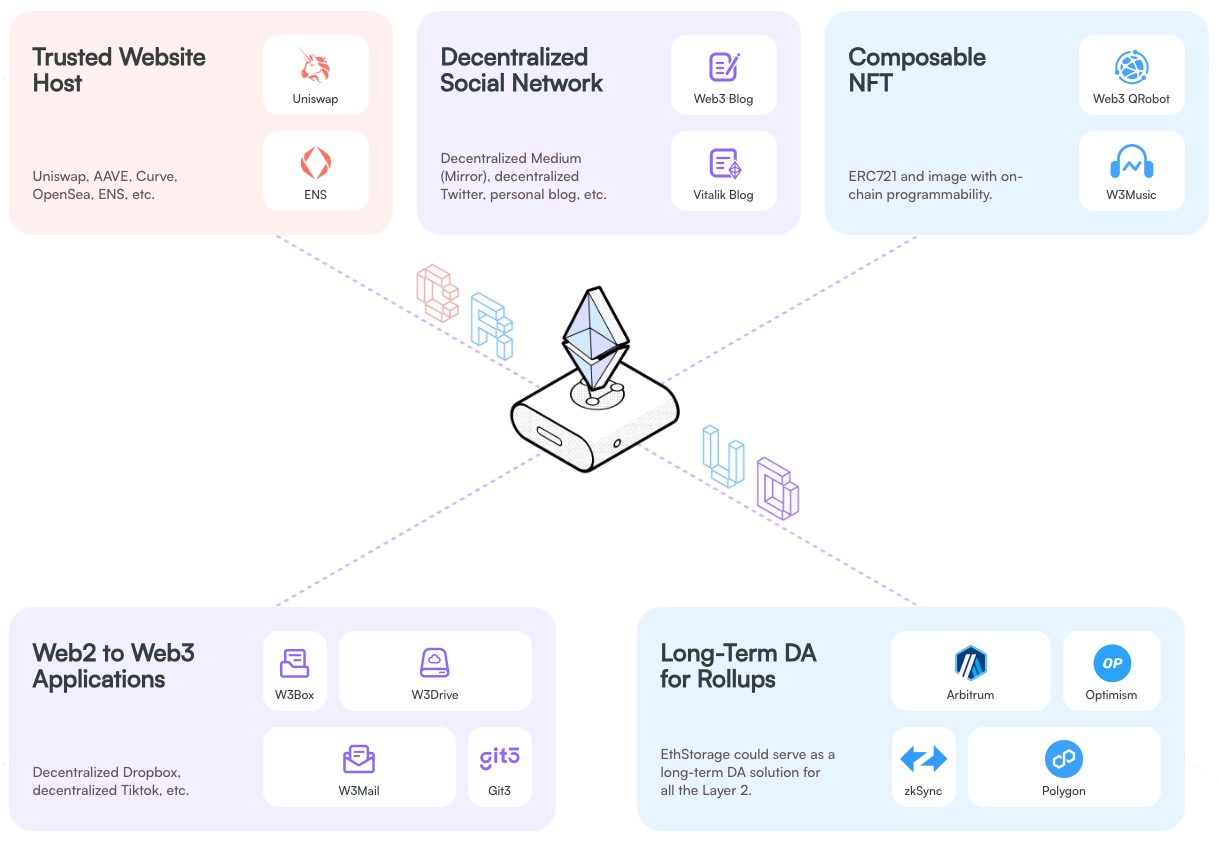 Trusted Website
Host
Uniswap
ENS
Uniswap, AAVE, Curve,
OpenSea, ENS, etc.
Decentralized
Social Network
Web3 Blog
Vitalik Blog
Decentralized Medium
(Mirror), decentralized
Twitter, personal blog, etc.
Composable
NFT
Web3 QRobot
W3Music
ERC721 and image with on-
chain programmability.
C
R
U
D
Web2 to Web3
Applications
W3Box
W3Drive
git3
W3Mail
Git3
Decentralized Dropbox,
decentralized Tiktok, etc.
Long-Term DA
for Rollups
Arbitrum
OP
Optimism
zkSync
Polygon
EthStorage could serve as a
long-term DA solution for
all the Layer 2.